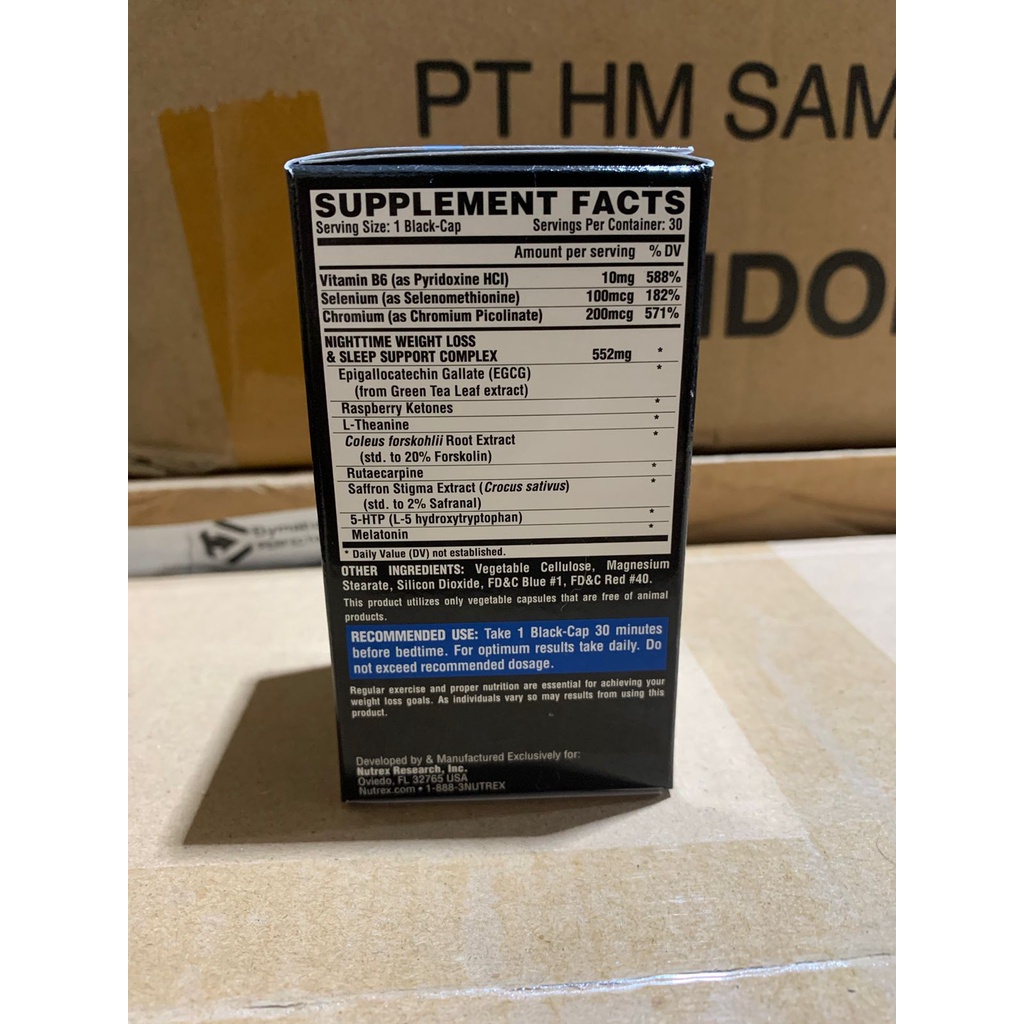 PT HM SAM
IDO
SUPPLEMENT FACTS
Serving Size: 1 Black-Cap Servings Per Container: 30
Amount per serving % DV
Vitamin B6 (as Pyridoxine HCl) 10mg 588%
Selenium (as Selenomethionine) 100mcg 182%
Chromium (as Chromium Picolinate) 200mcg 571%
NIGHTTIME WEIGHT LOSS
& SLEEP SUPPORT COMPLEX 552mg *
Epigallocatechin Gallate (EGCG) *
(from Green Tea Leaf extract)
Raspberry Ketones *
L-Theanine *
Coleus forskohlii Root Extract *
(std. to 20% Forskolin)
Rutaecarpine *
Saffron Stigma Extract (Crocus sativus) *
(std. to 2% Safranal)
5-HTP (L-5 hydroxytryptophan) *
Melatonin *
* Daily Value (DV) not established.
OTHER INGREDIENTS: Vegetable Cellulose, Magnesium
Stearate, Silicon Dioxide, FD&C Blue #1, FD&C Red #40.
This product utilizes only vegetable capsules that are free of animal
products.
RECOMMENDED USE: Take 1 Black-Cap 30 minutes
before bedtime. For optimum results take daily. Do
not exceed recommended dosage.
Regular exercise and proper nutrition are essential for achieving your
weight loss goals. As individuals vary so may results from using this
product.
Developed by & Manufactured Exclusively for:
Nutrex Research, Inc.
Oviedo, FL 32765 USA
Nutrex.com • 1-888-3NUTREX